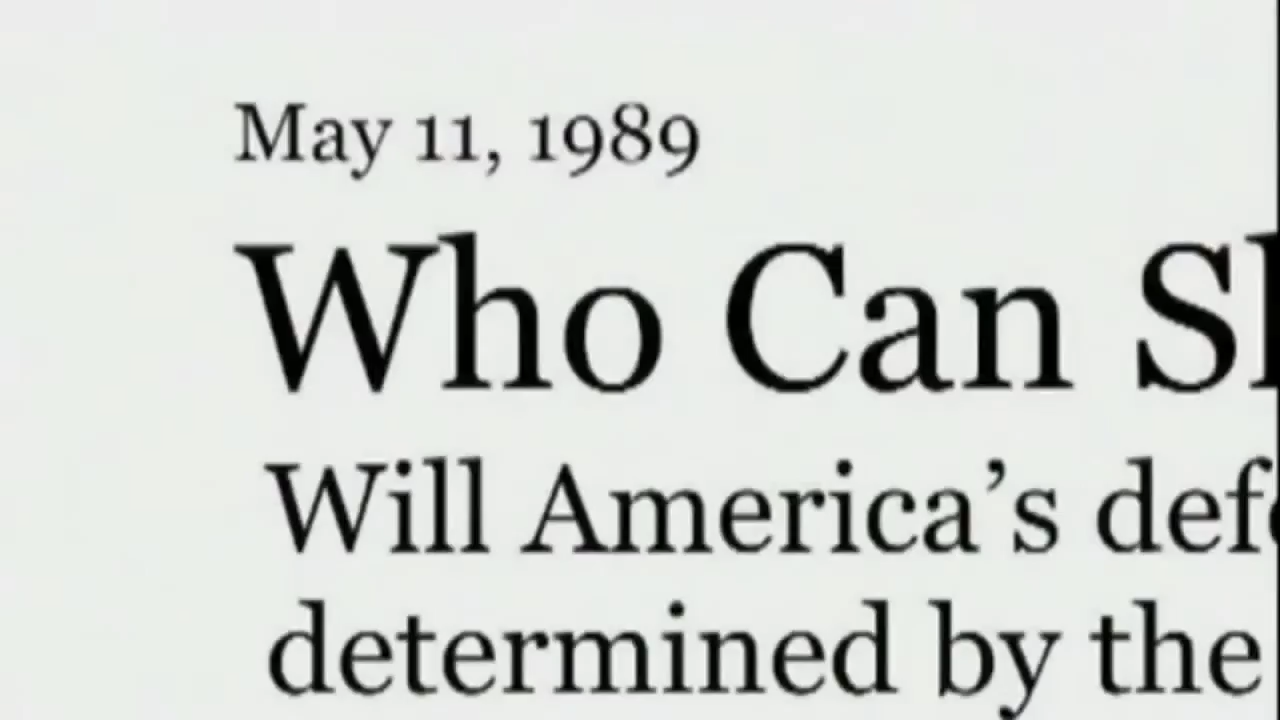 May 11, 1989
Who Can
Will America's
determined by the